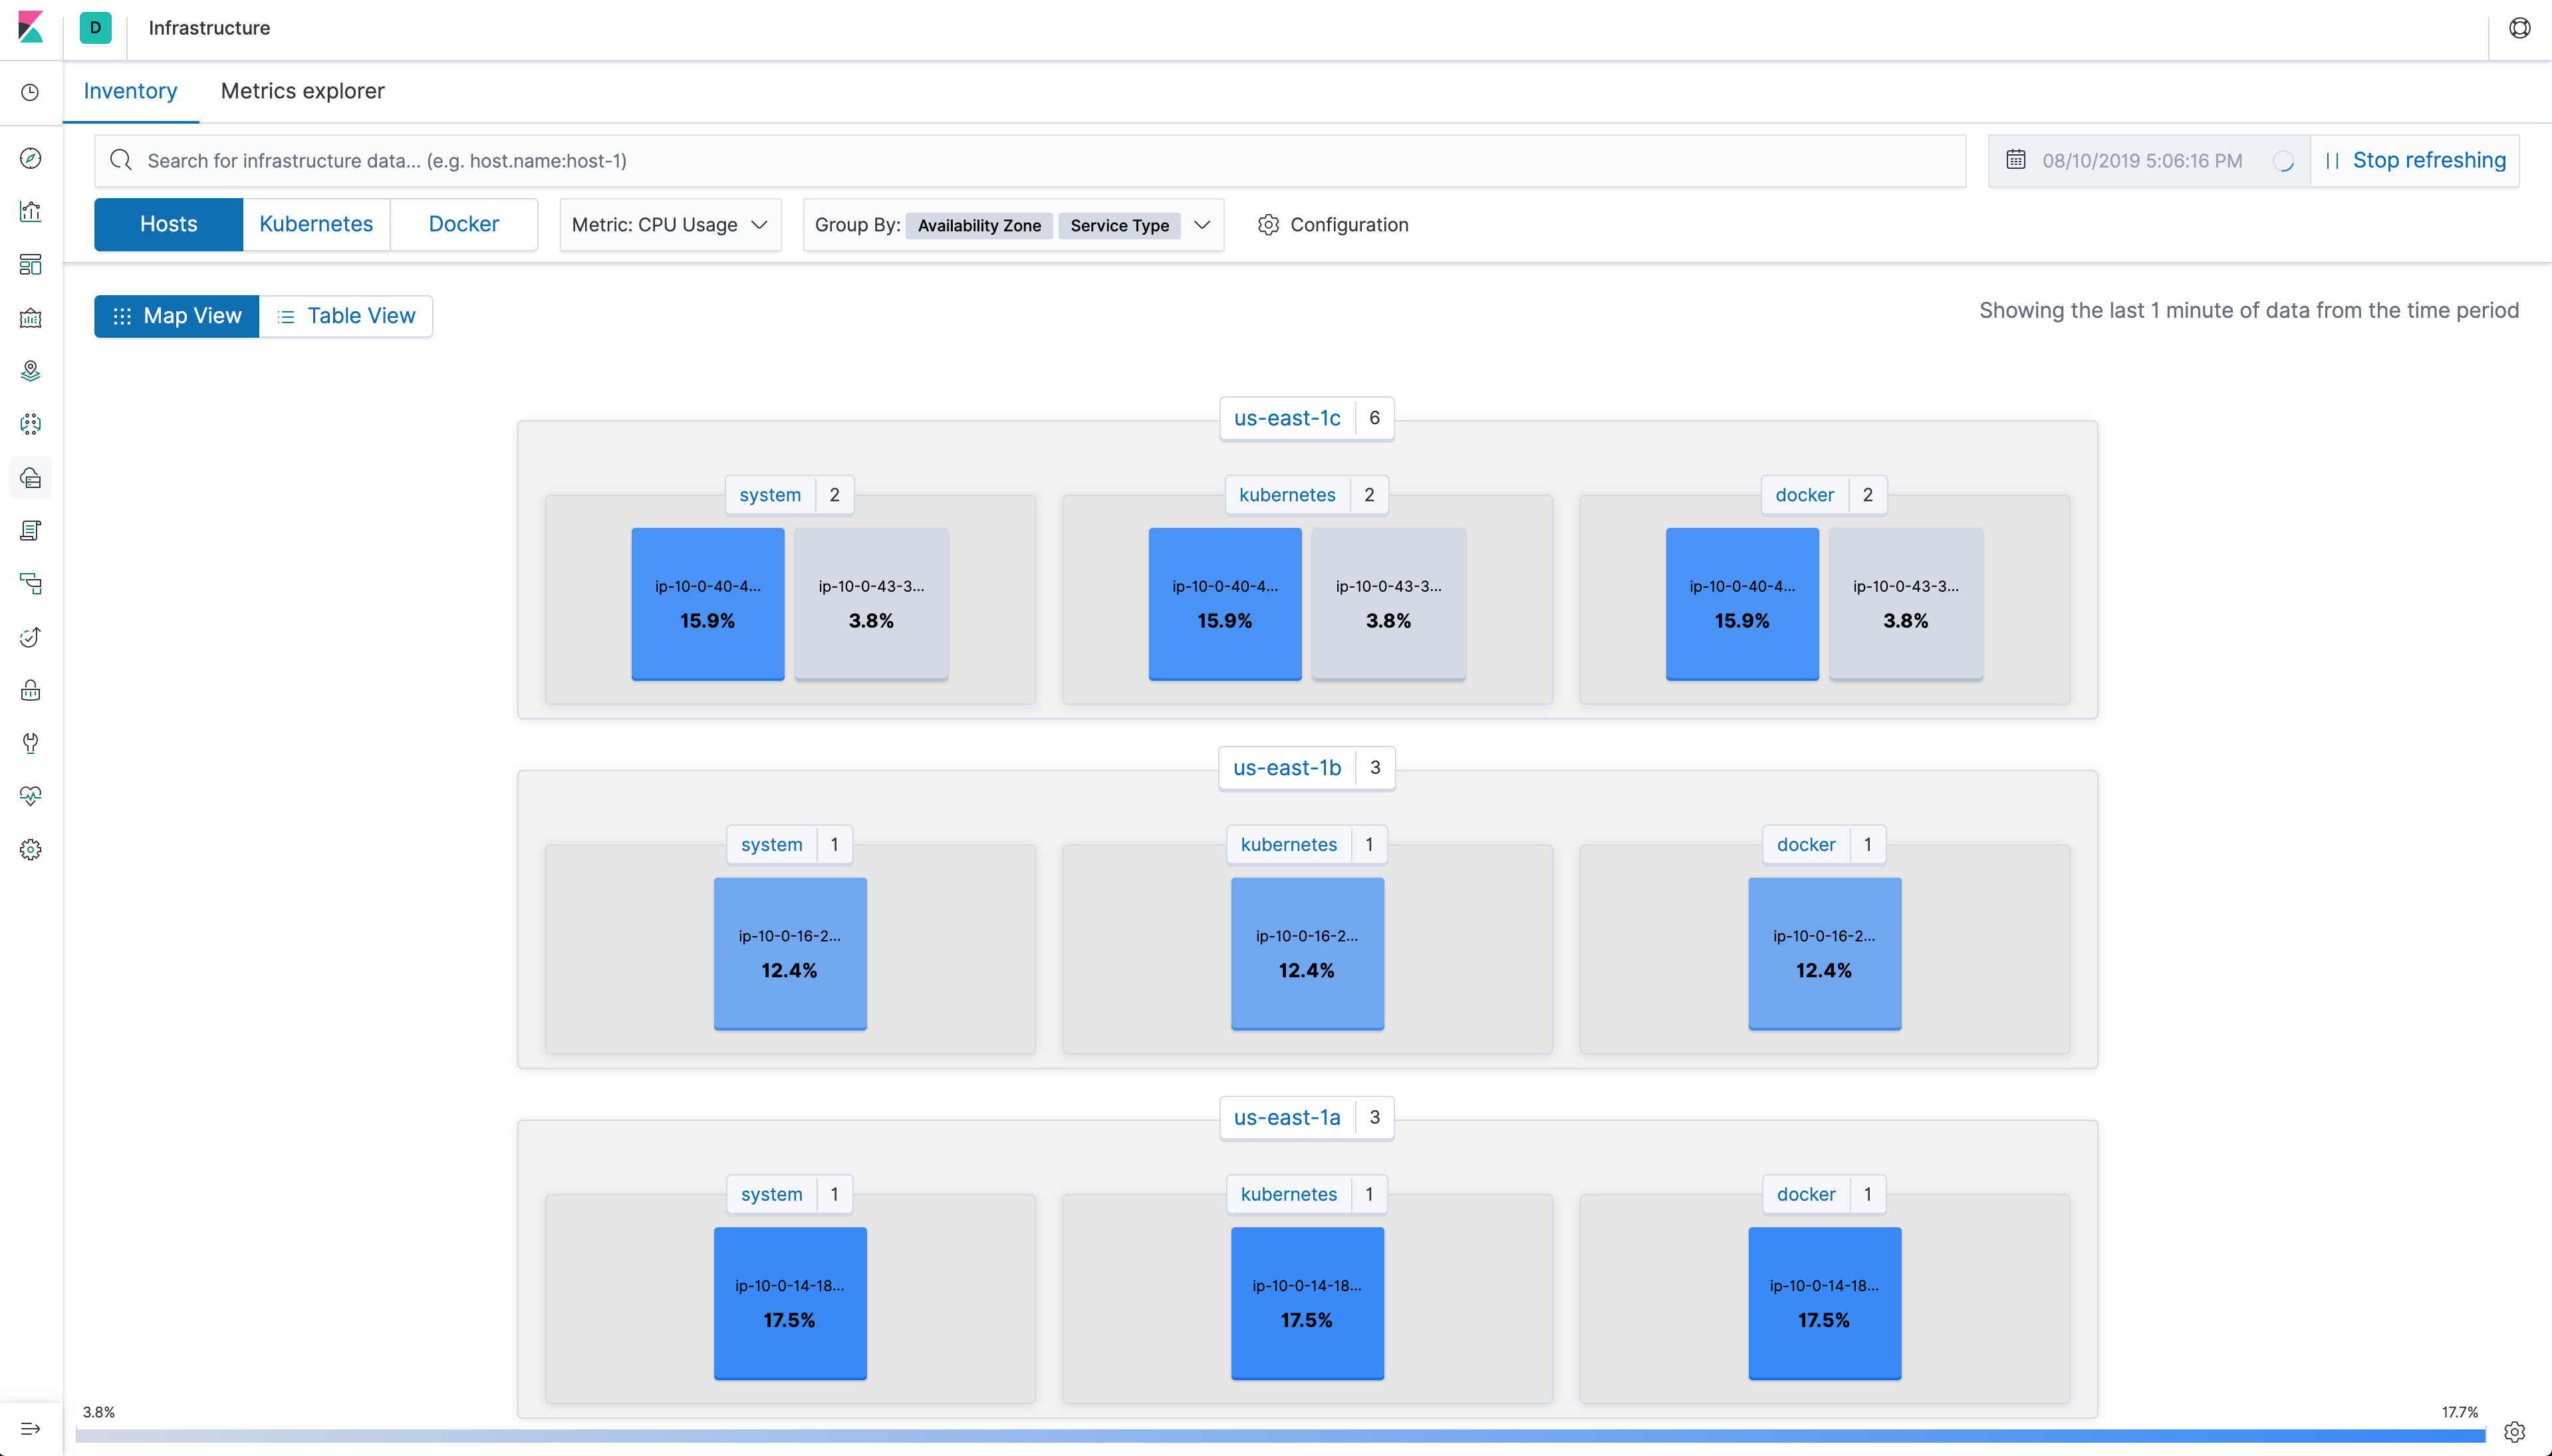 D Infrastructure
Inventory Metrics explorer
Search for infrastructure data... (e.g. host.name:host-1) 08/10/2019 5:06:16 PM Stop refreshing
Hosts Kubernetes Docker Metric: CPU Usage Group By: Availability Zone Service Type Configuration
Map View Table View Showing the last 1 minute of data from the time period
us-east-1c 6
system 2 kubernetes 2 docker 2
ip-10-0-40-4... ip-10-0-43-3... ip-10-0-40-4... ip-10-0-43-3... ip-10-0-40-4... ip-10-0-43-3...
15.9% 3.8% 15.9% 3.8% 15.9% 3.8%
us-east-1b 3
system 1 kubernetes 1 docker 1
ip-10-0-16-2... ip-10-0-16-2... ip-10-0-16-2...
12.4% 12.4% 12.4%
us-east-1a 3
system 1 kubernetes 1 docker 1
ip-10-0-14-18... ip-10-0-14-18... ip-10-0-14-18...
17.5% 17.5% 17.5%
3.8% 17.7%